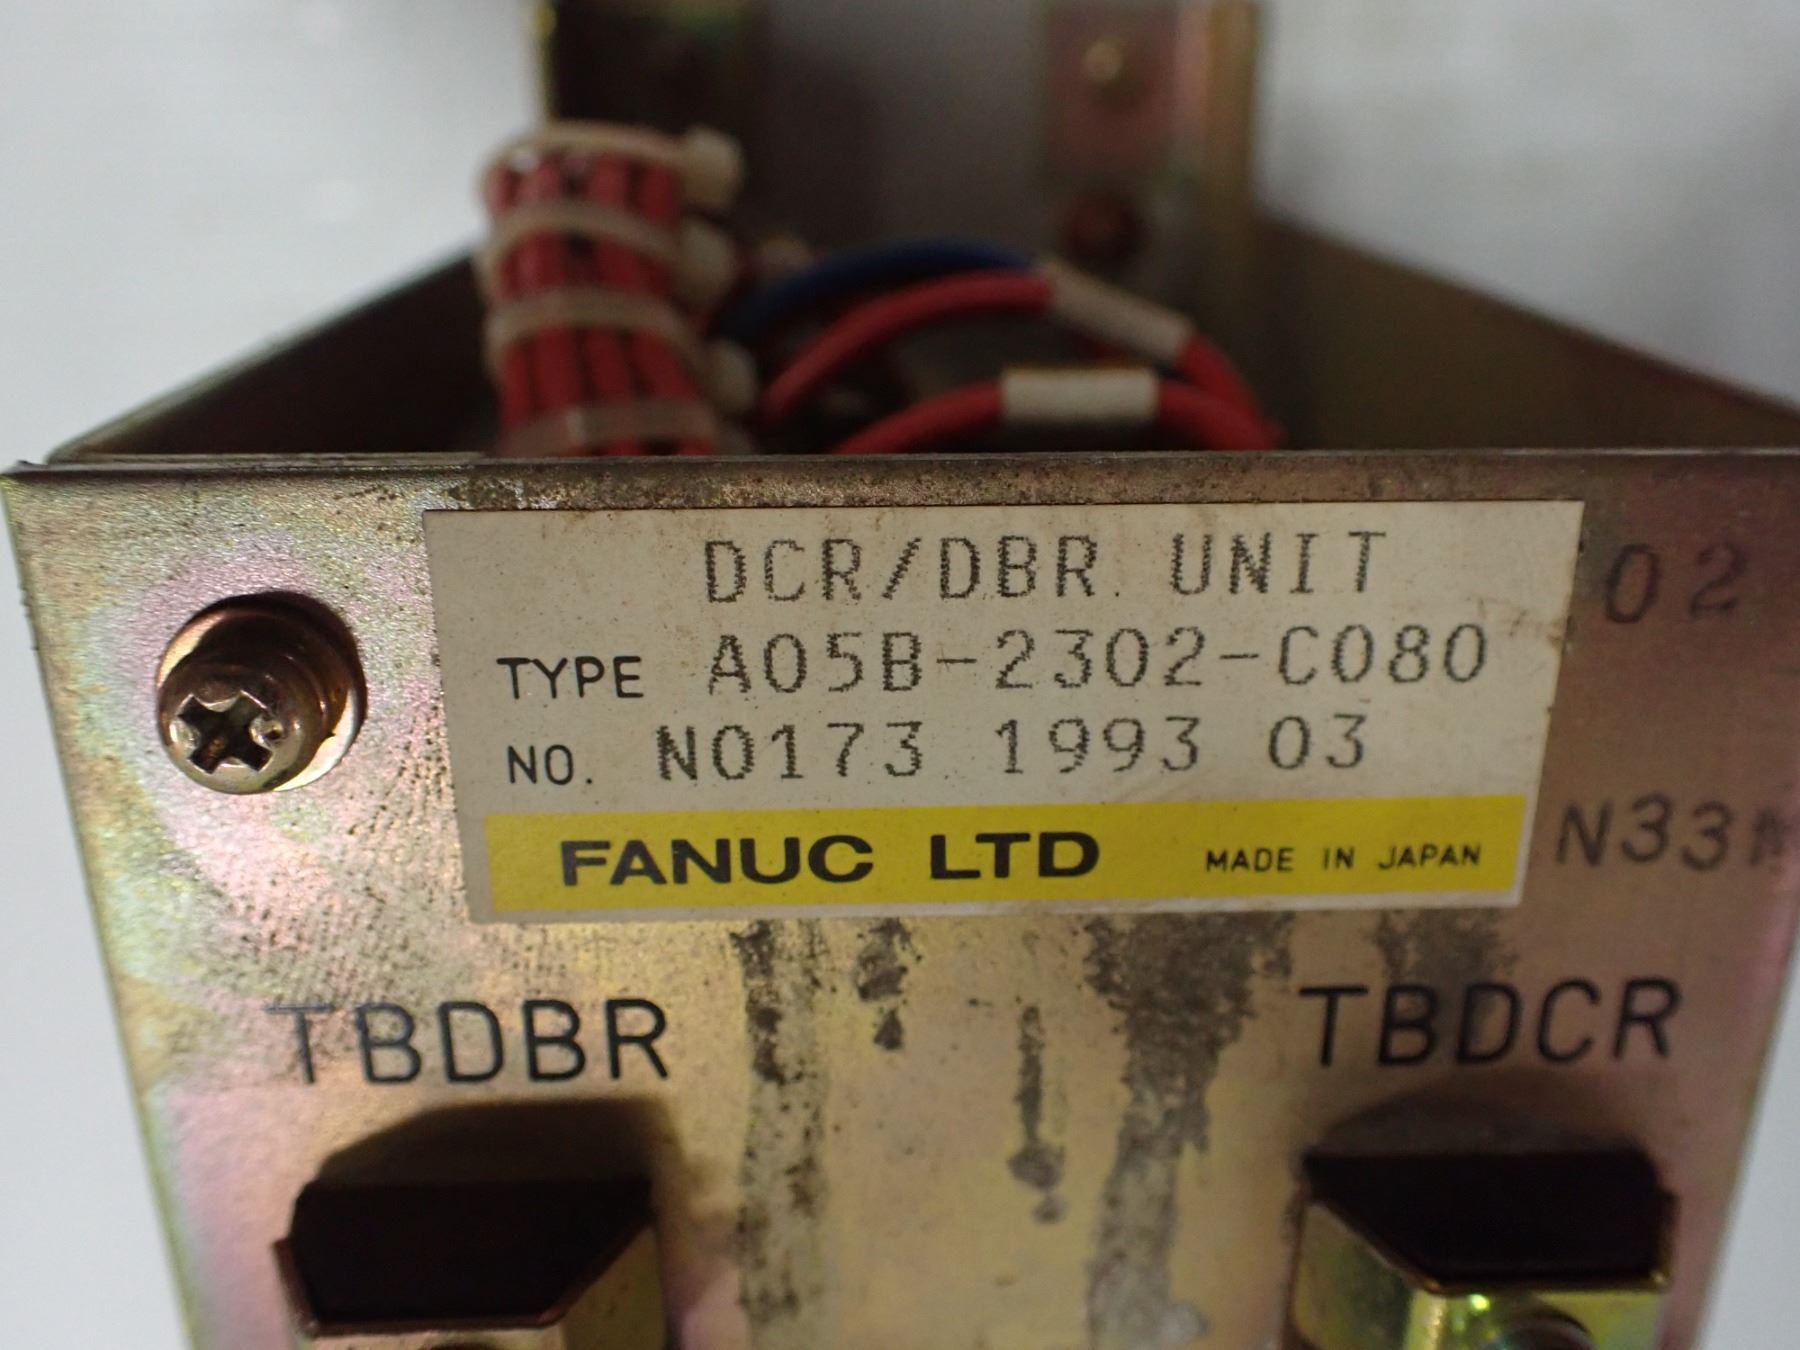 DCR/DBR UNIT
TYPE A05B-2302-C080
NO. N0173 1993 03
FANUC LTD MADE IN JAPAN
02
N33
TBDBR
TBDCR